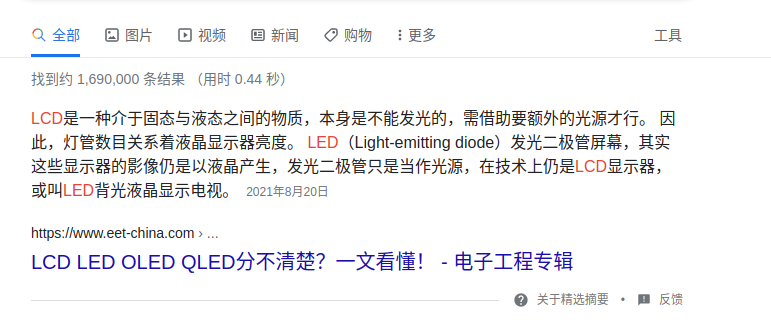 全部 图片 视频 新闻 购物 更多 工具
找到约 1,690,000 条结果 （用时 0.44 秒）
LCD是一种介于固态与液态之间的物质，本身是不能发光的，需借助要额外的光源才行。 因
此，灯管数目关系着液晶显示器亮度。 LED（Light-emitting diode）发光二极管屏幕，其实
这些显示器的影像仍是以液晶产生，发光二极管只是当作光源，在技术上仍是LCD显示器，
或叫LED背光液晶显示电视。 2021年8月20日
https://www.eet-china.com › ...
LCD LED OLED QLED分不清楚？一文看懂！ - 电子工程专辑
关于精选摘要 • 反馈